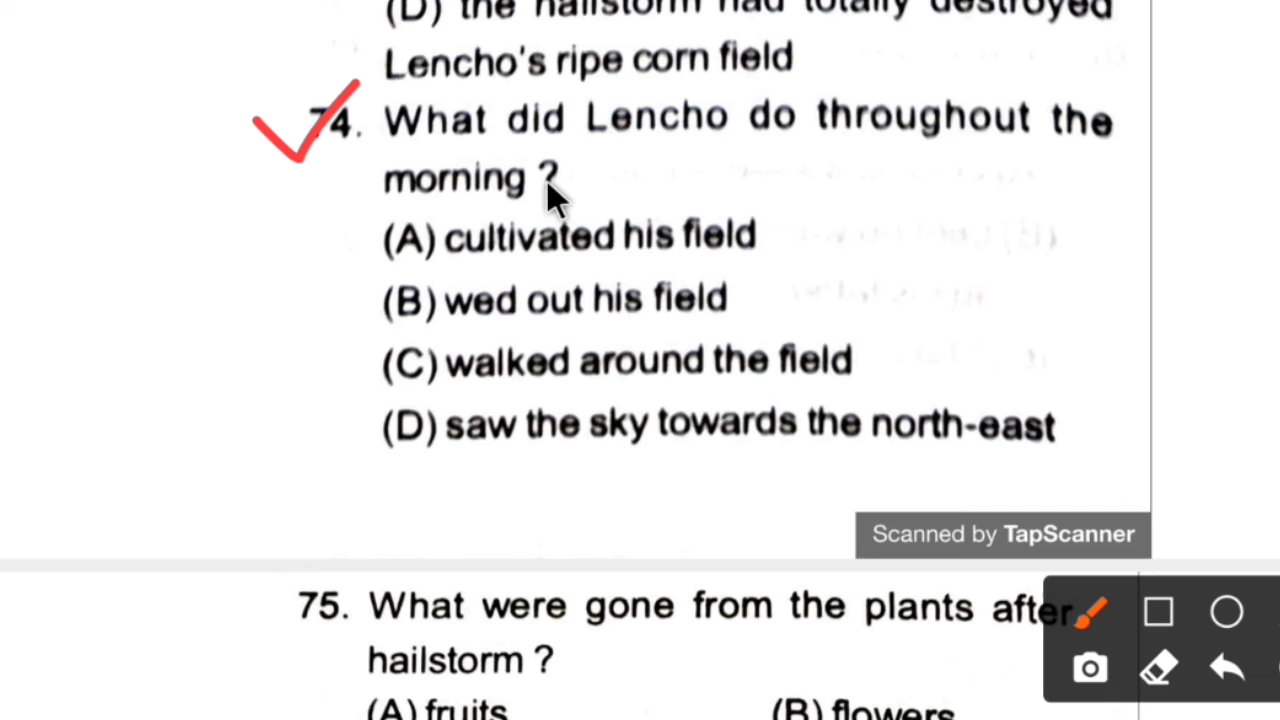 (D) the hailstorm had totally destroyed
Lencho's ripe corn field
74. What did Lencho do throughout the
morning ?
(A) cultivated his field
(B) wed out his field
(C) walked around the field
(D) saw the sky towards the north-east
Scanned by TapScanner
75. What were gone from the plants after
hailstorm ?
(A) fruits
(B) flowers